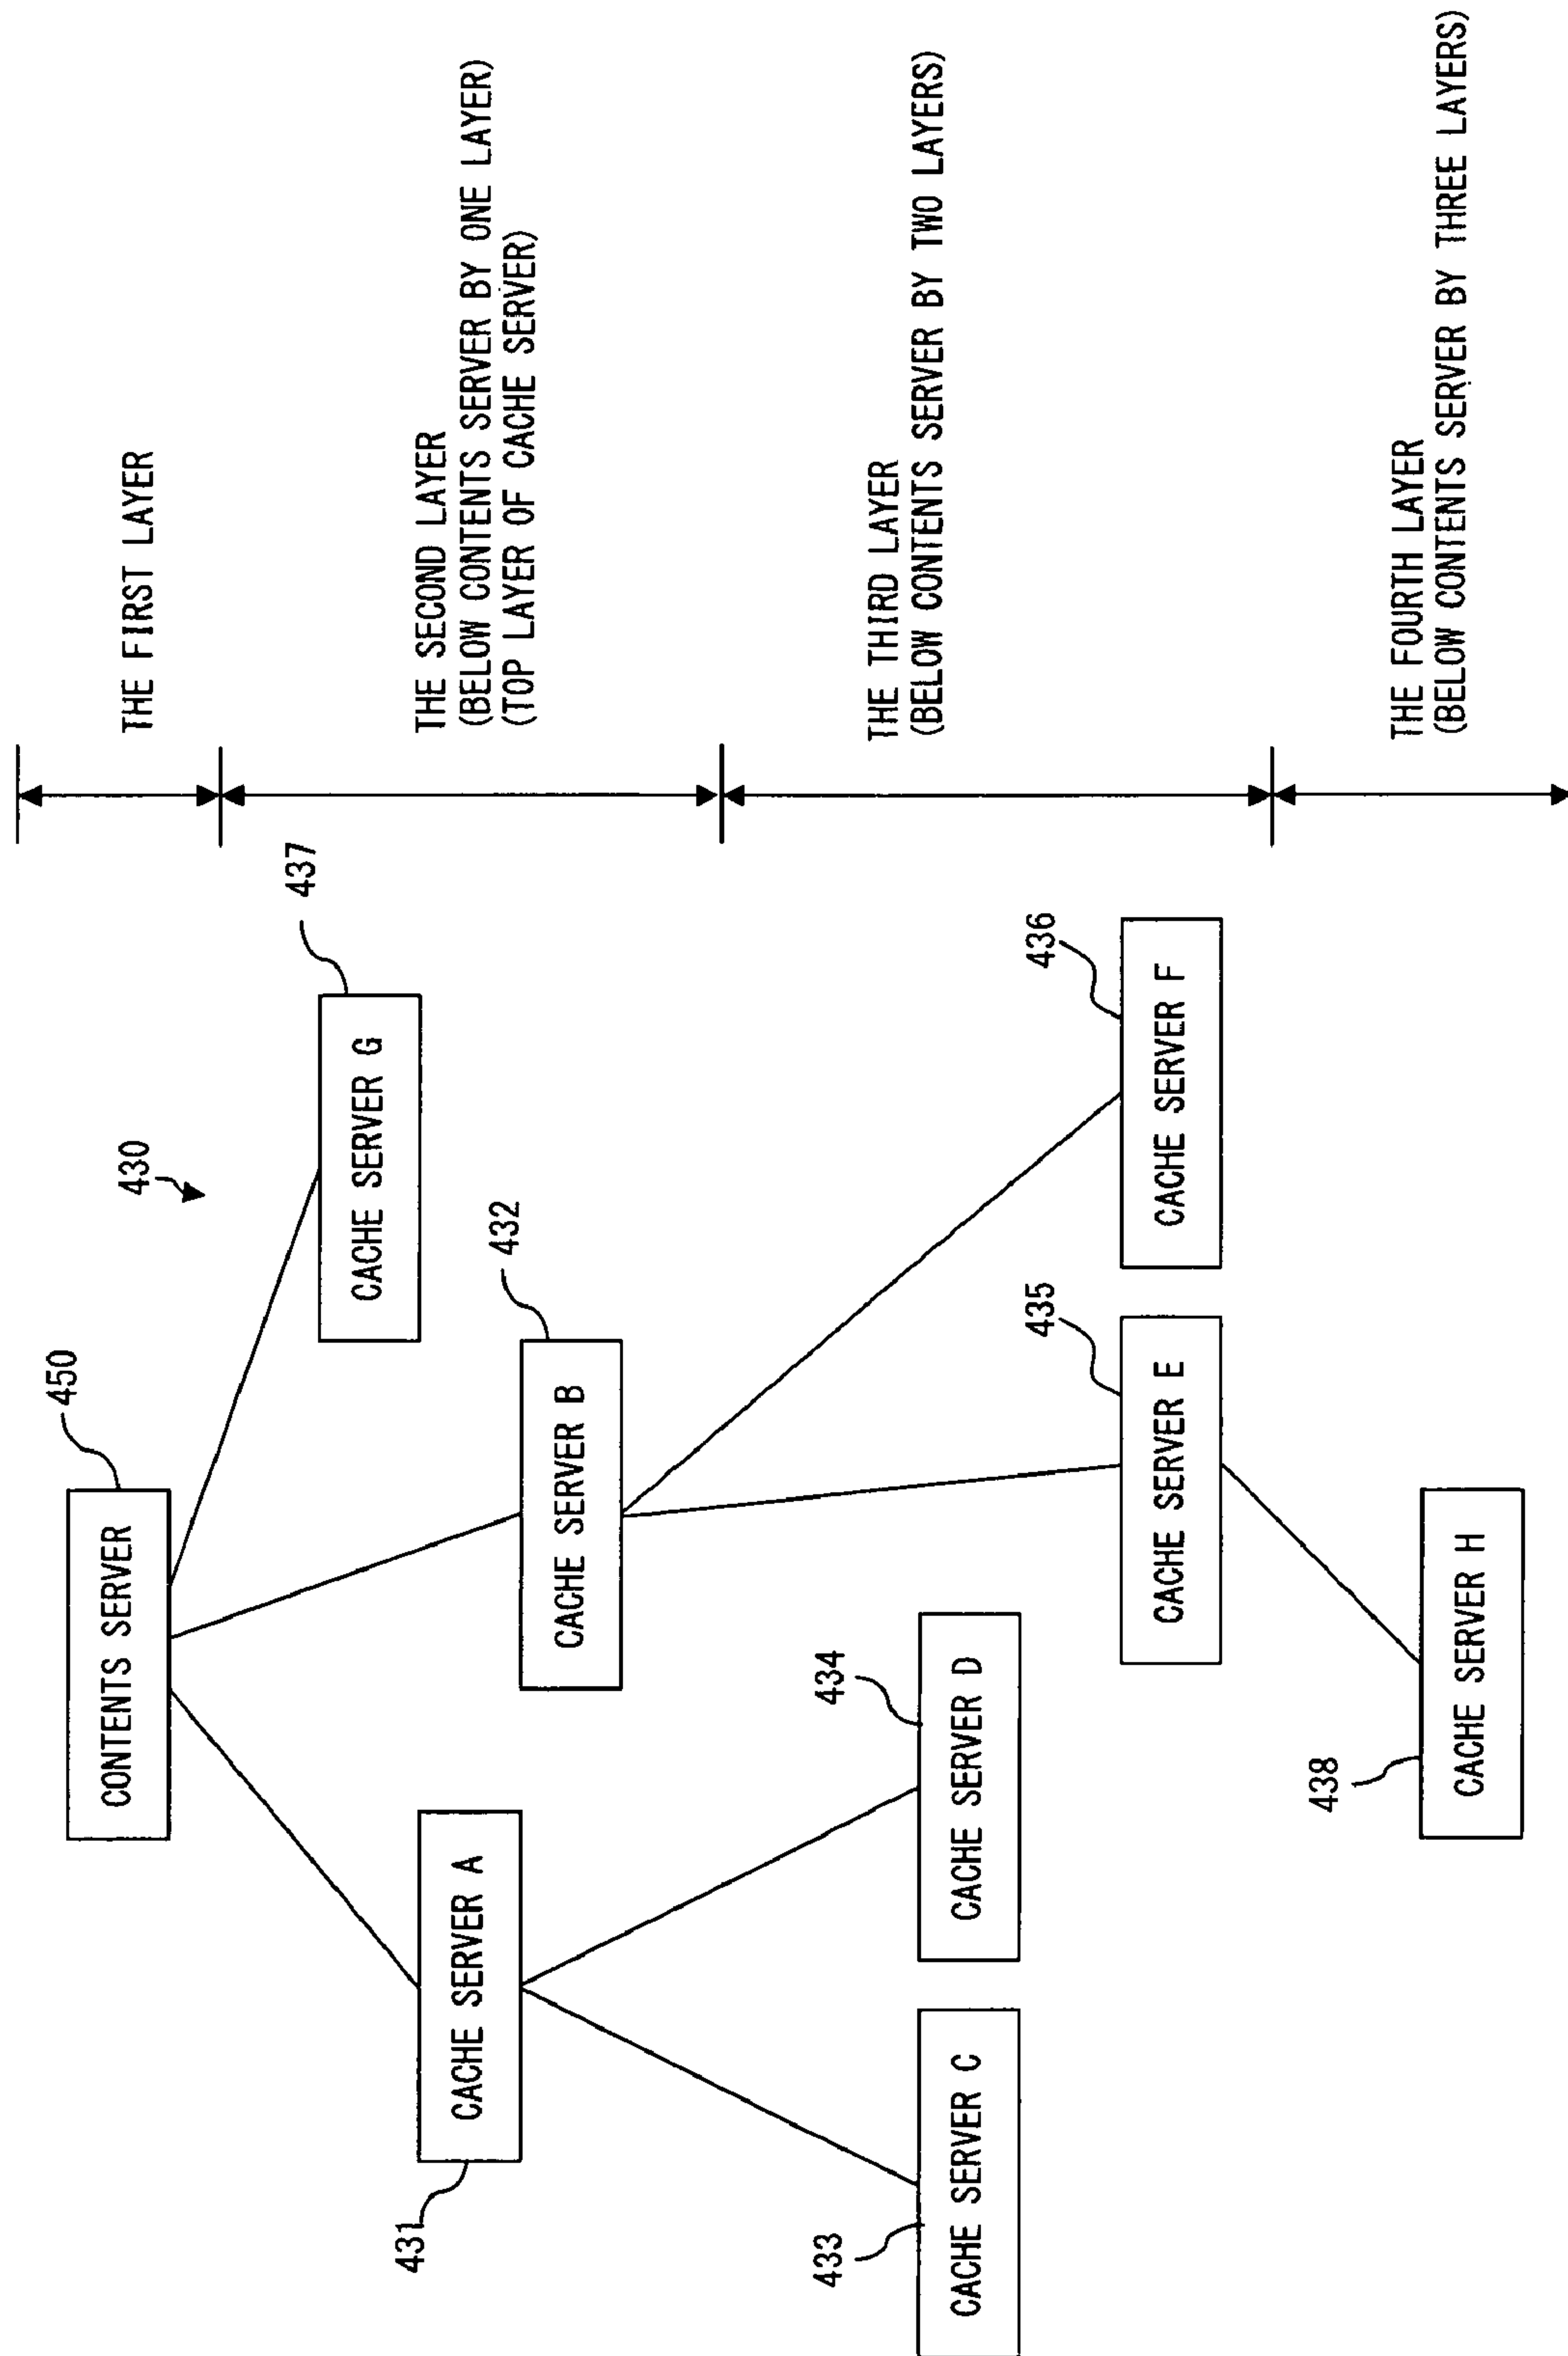 450
CONTENTS SERVER
430
THE FIRST LAYER
437
CACHE SERVER G
431
CACHE SERVER A
432
CACHE SERVER B
THE SECOND LAYER
(BELOW CONTENTS SERVER BY ONE LAYER)
(TOP LAYER OF CACHE SERVER)
433
CACHE SERVER C
434
CACHE SERVER D
435
CACHE SERVER E
436
CACHE SERVER F
THE THIRD LAYER
(BELOW CONTENTS SERVER BY TWO LAYERS)
438
CACHE SERVER H
THE FOURTH LAYER
(BELOW CONTENTS SERVER BY THREE LAYERS)